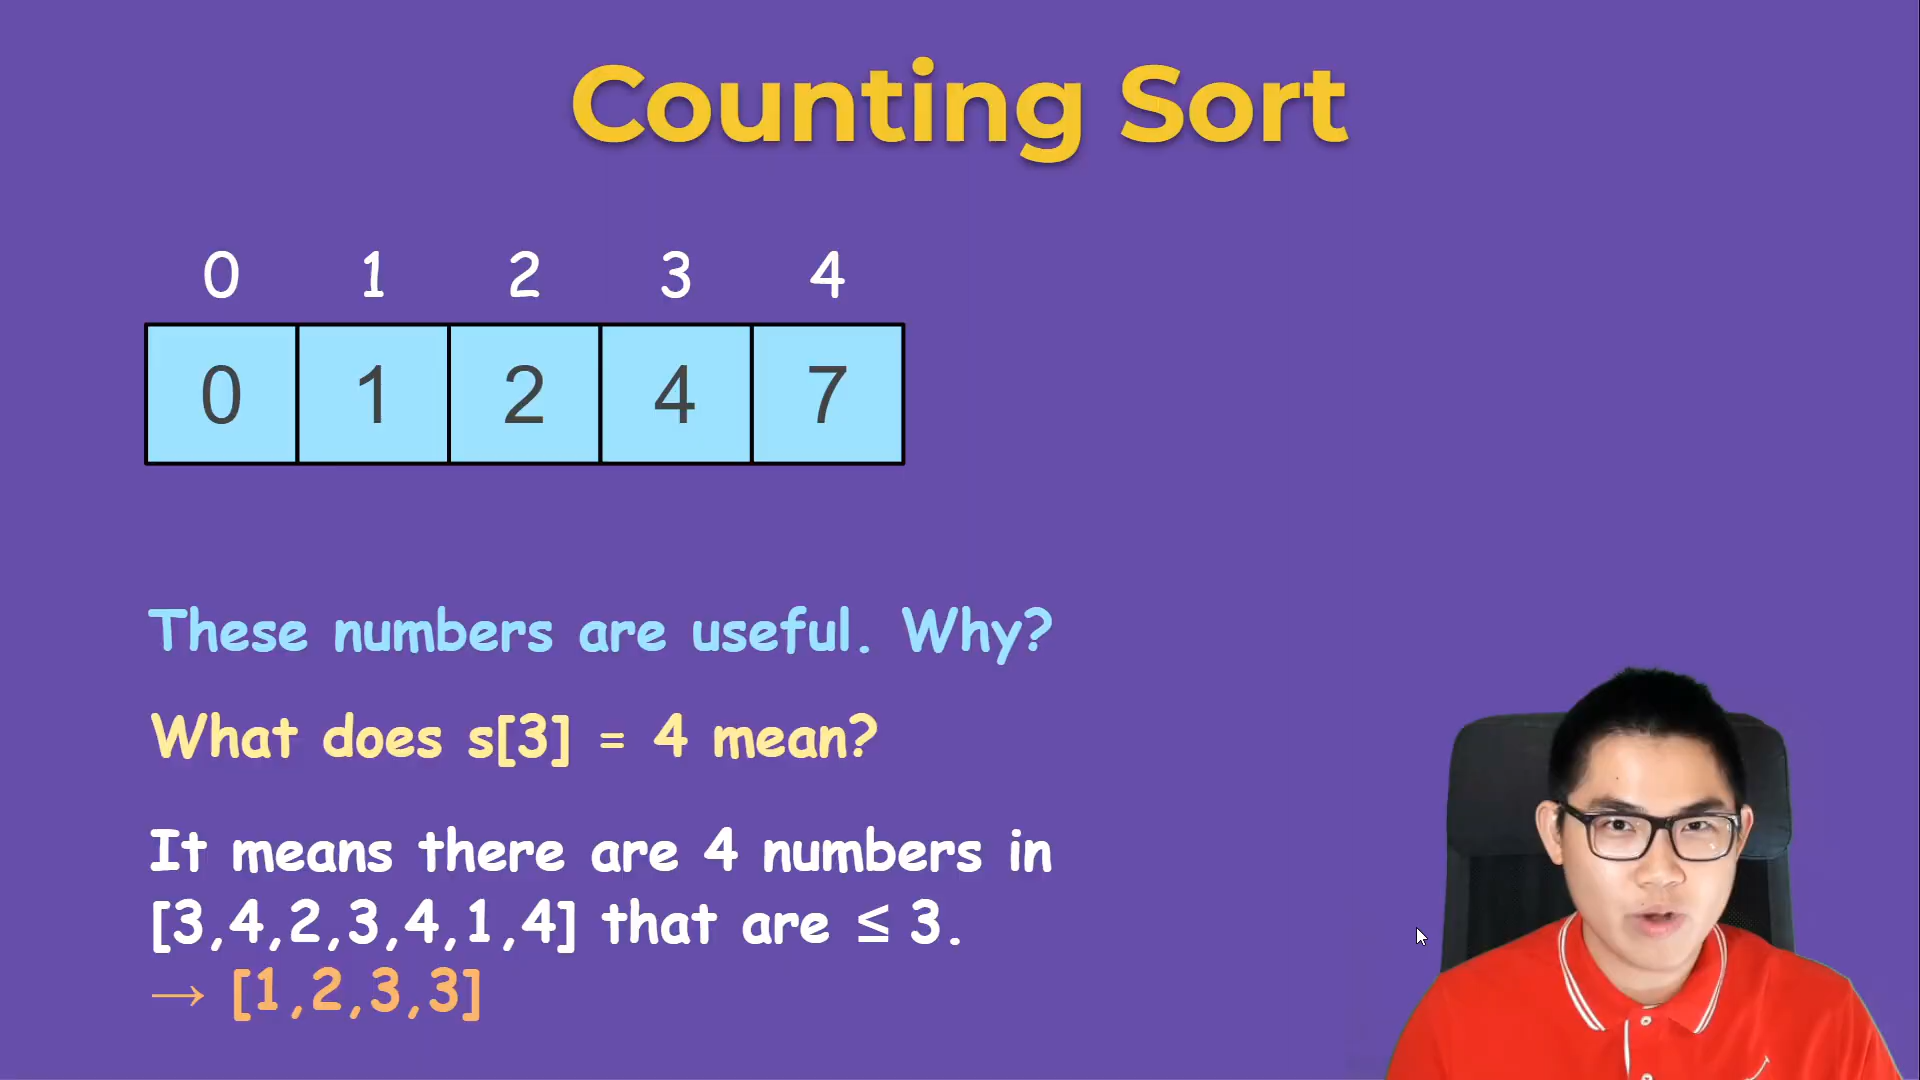 Counting Sort
0 1 2 3 4
0 1 2 4 7
These numbers are useful. Why?
What does s[3] = 4 mean?
It means there are 4 numbers in
[3,4,2,3,4,1,4] that are ≤ 3.
→ [1,2,3,3]